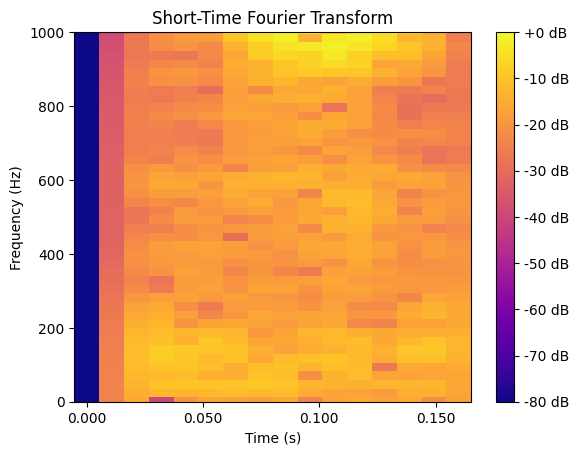 Short-Time Fourier Transform
1000
800
600
400
200
0
Frequency (Hz)
0.000
0.050
0.100
0.150
Time (s)
+0 dB
-10 dB
-20 dB
-30 dB
-40 dB
-50 dB
-60 dB
-70 dB
-80 dB